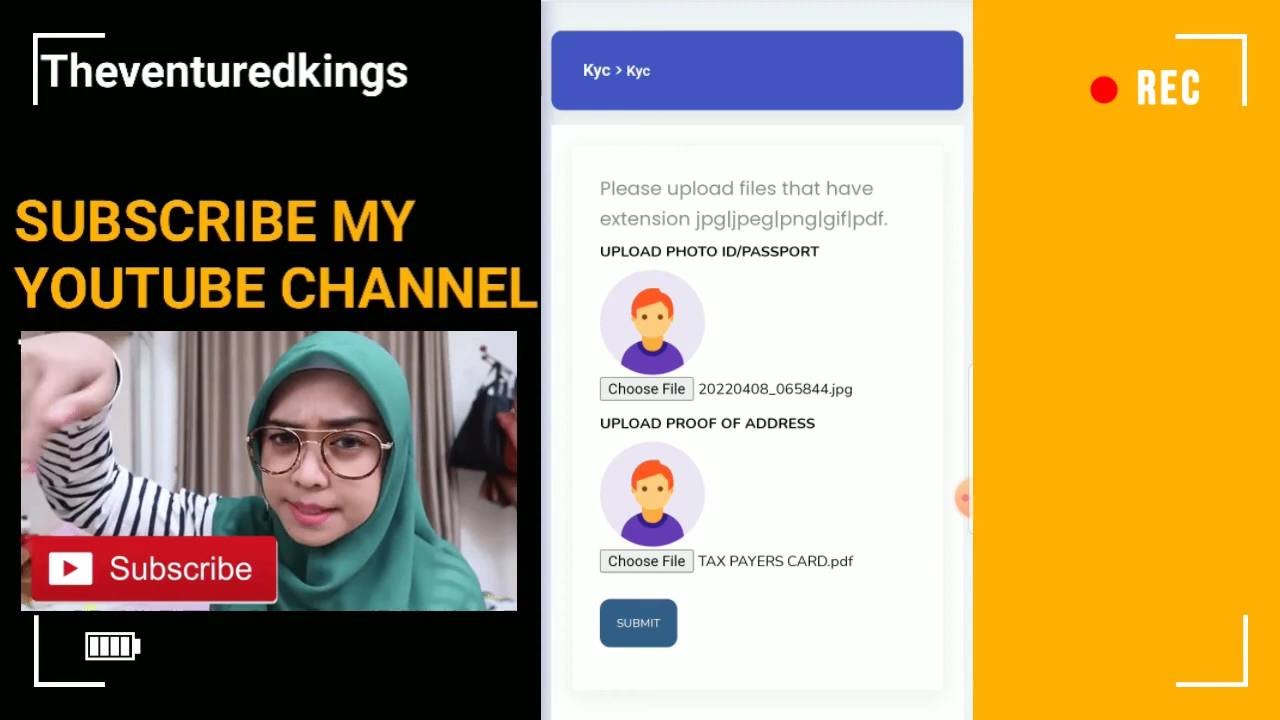 Theventuredkings
SUBSCRIBE MY
YOUTUBE CHANNEL
Subscribe
Kyc > Kyc
Please upload files that have
extension jpg|jpeg|png|gif|pdf.
UPLOAD PHOTO ID/PASSPORT
Choose File 20220408_065844.jpg
UPLOAD PROOF OF ADDRESS
Choose File TAX PAYERS CARD.pdf
SUBMIT
REC